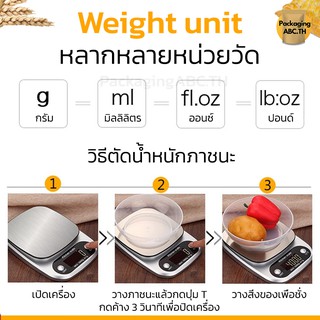 Weight unit
Packaging
ABC.TH
หลากหลายหน่วยวัด
PackagingABC.TH
g = ml = fl.oz = lb:oz
กรัม มิลลิลิตร ออนซ์ ปอนด์
วิธีตัดน้ำหนักภาชนะ
1 2 3
เปิดเครื่อง
วางภาชนะแล้วกดปุ่ม T
กดค้าง 3 วินาทีเพื่อปิดเครื่อง
วางสิ่งของเพื่อชั่ง